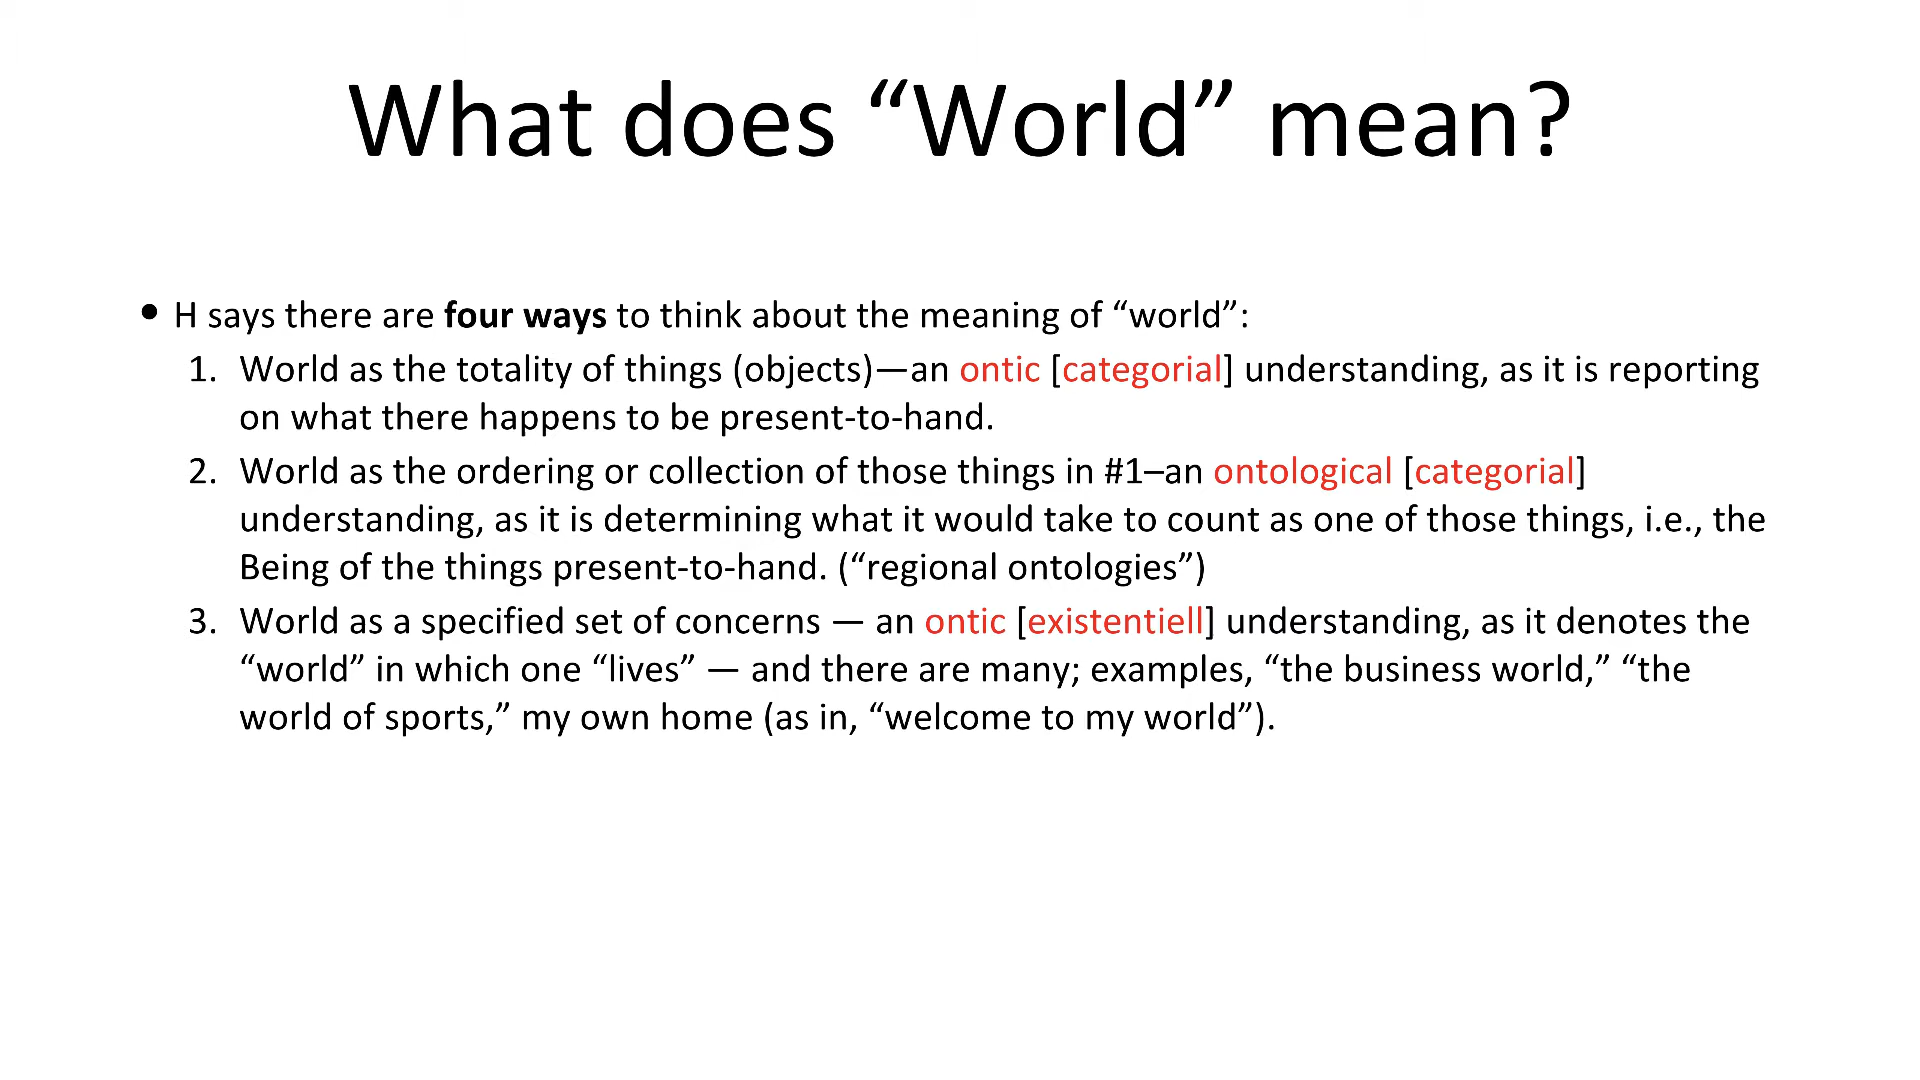 What does “World” mean?
• H says there are four ways to think about the meaning of “world”:
1. World as the totality of things (objects)—an ontic [categorial] understanding, as it is reporting
on what there happens to be present-to-hand.
2. World as the ordering or collection of those things in #1–an ontological [categorial]
understanding, as it is determining what it would take to count as one of those things, i.e., the
Being of the things present-to-hand. (“regional ontologies”)
3. World as a specified set of concerns — an ontic [existentiell] understanding, as it denotes the
“world” in which one “lives” — and there are many; examples, “the business world,” “the
world of sports,” my own home (as in, “welcome to my world”).